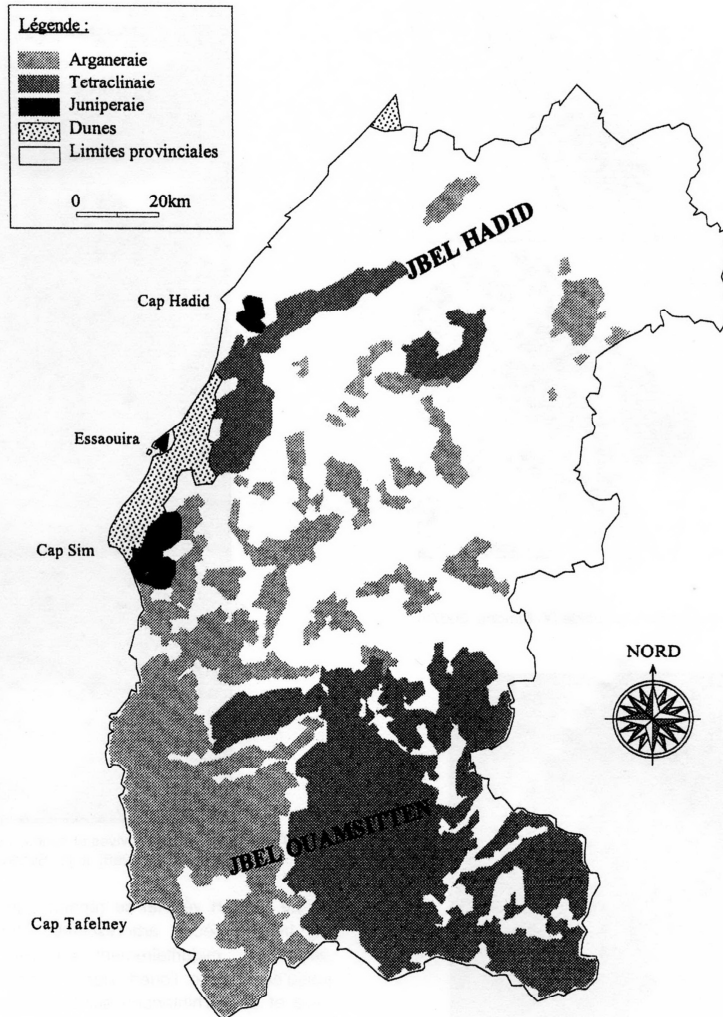 Légende :
Arganeraie
Tetraclinaie
Juniperaie
Dunes
Limites provinciales
0 20km
JBEL HADID
Cap Hadid
Essaouira
Cap Sim
NORD
JBEL OUAMSITTEN
Cap Tafelney